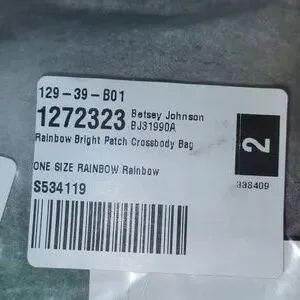 129-39-B01
1272323 Betsey Johnson
BJ31990A
Rainbow Bright Patch Crossbody Bag
ONE SIZE RAINBOW Rainbow
S534119
2
338409